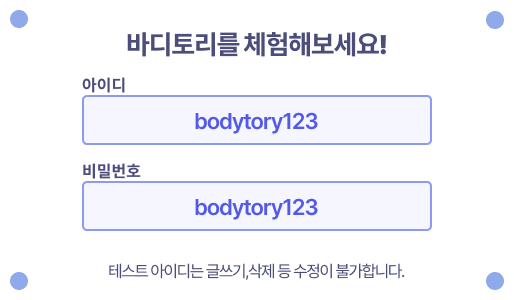 바디토리를 체험해보세요!
아이디
bodytory123
비밀번호
bodytory123
테스트 아이디는 글쓰기,삭제 등 수정이 불가합니다.